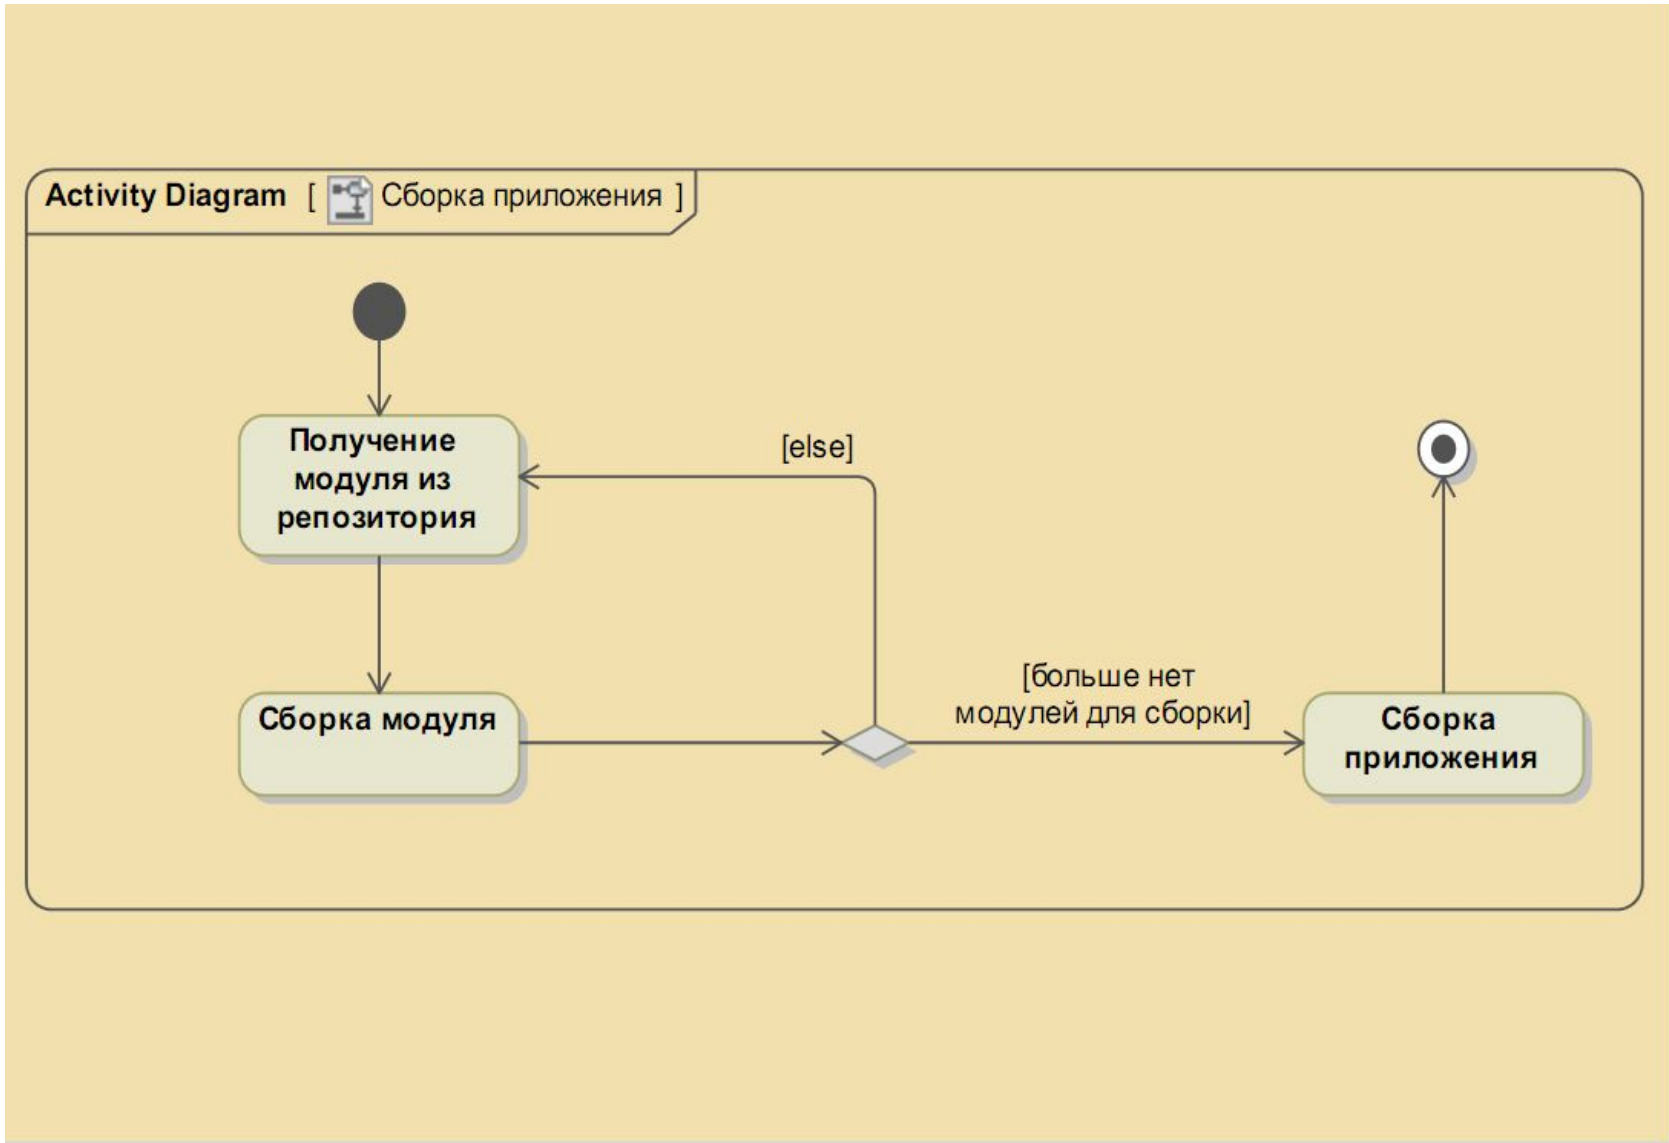 Activity Diagram [ Сборка приложения ]
Получение
модуля из
репозитория
[else]
Сборка модуля
[больше нет
модулей для сборки]
Сборка
приложения